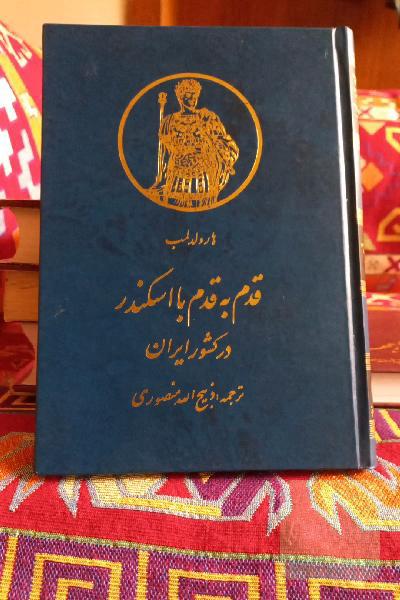 هارولد لمب
قدم به قدم با اسکندر
در کشور ایران
ترجمه: ذبیح الله منصوری